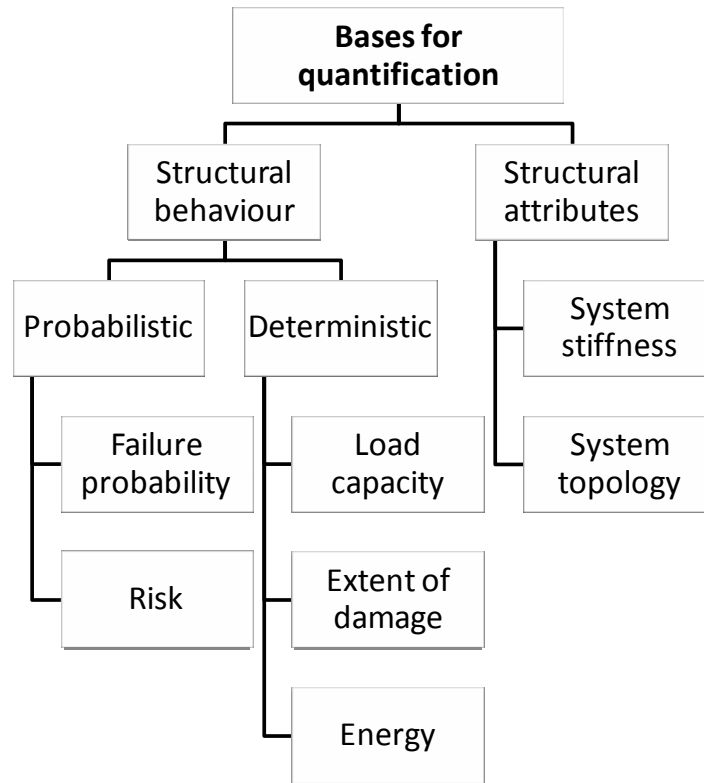 Bases for
quantification
Structural
behaviour
Structural
attributes
Probabilistic
Deterministic
System
stiffness
Failure
probability
Load
capacity
System
topology
Risk
Extent of
damage
Energy